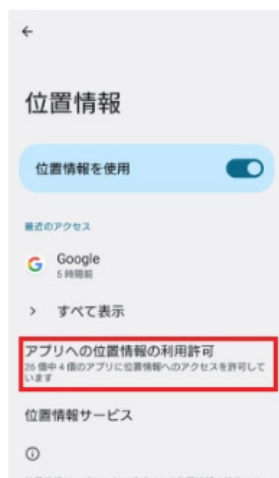 位置情報
位置情報を使用
最近のアクセス
Google
5 時間前
すべて表示
アプリへの位置情報の利用許可
26 個中 4 個のアプリに位置情報へのアクセスを許可して
います
位置情報サービス